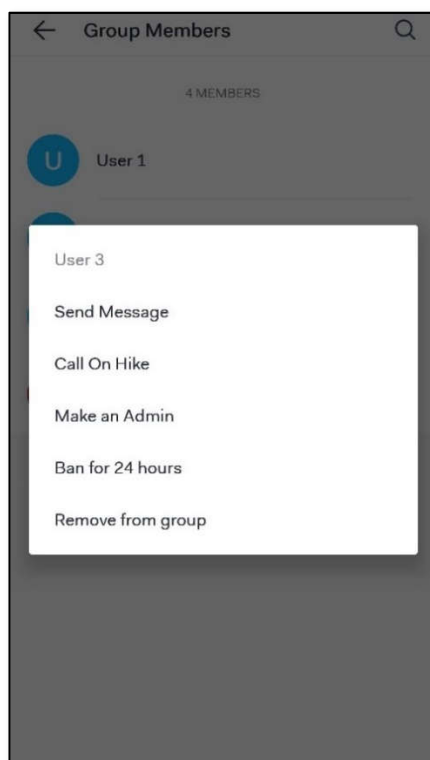 Group Members
4 MEMBERS
U
User 1
User 3
Send Message
Call On Hike
Make an Admin
Ban for 24 hours
Remove from group